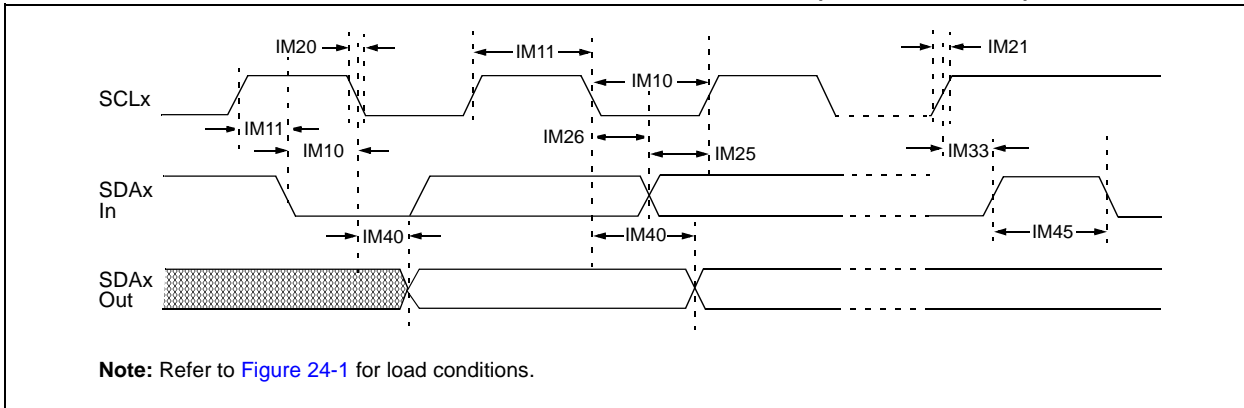 IM20
IM11
IM21
IM10
SCLx
IM11
IM26
IM10
IM25
IM33
SDAx
In
IM40
IM40
IM45
SDAx
Out
Note: Refer to Figure 24-1 for load conditions.